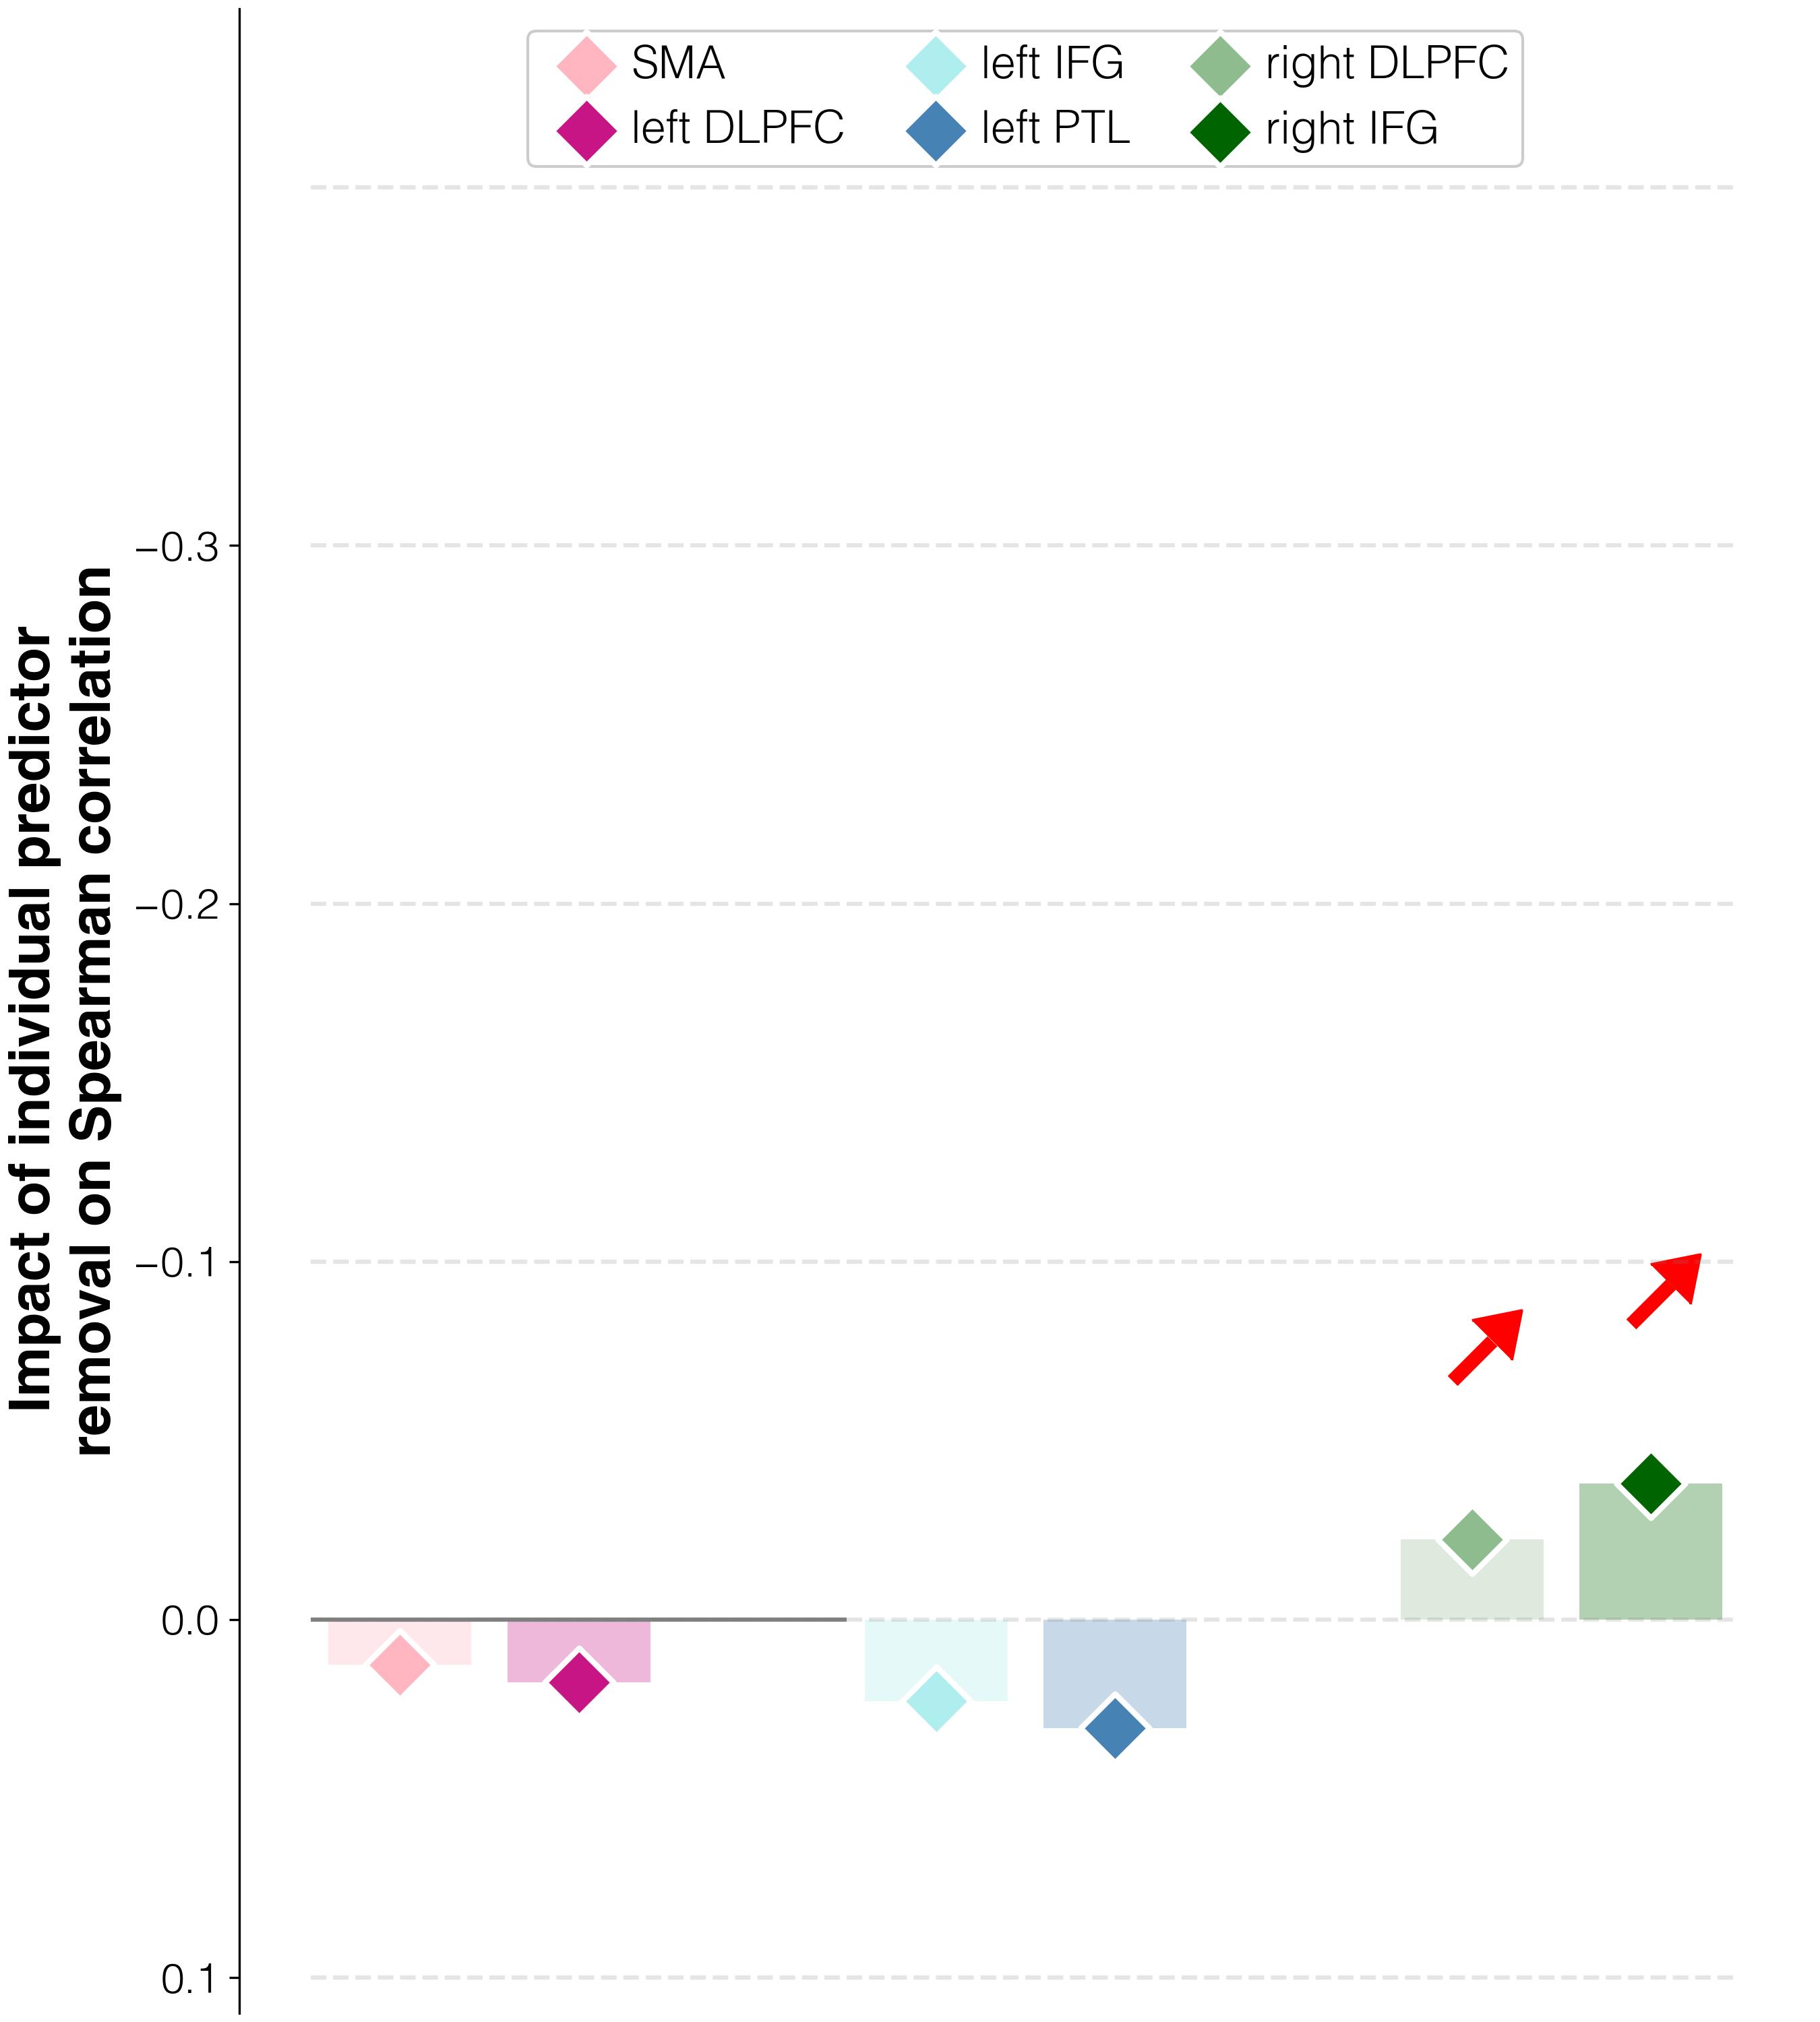 SMA
left DLPFC
left IFG
left PTL
right DLPFC
right IFG
Impact of individual predictor
removal on Spearman correlation
−0.3
−0.2
−0.1
0.0
0.1